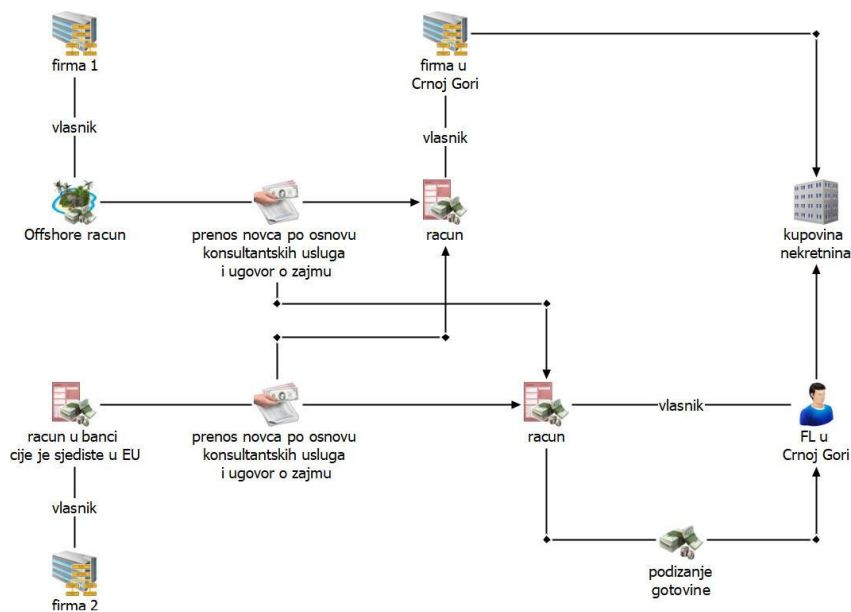 firma 1
firma u
Crnoj Gori
vlasnik
vlasnik
Offshore racun
prenos novca po osnovu
konsultantskih usluga
i ugovor o zajmu
racun
kupovina
nekretnina
racun u banci
cije je sjediste u EU
prenos novca po osnovu
konsultantskih usluga
i ugovor o zajmu
racun
vlasnik
FL u
Crnoj Gori
vlasnik
podizanje
gotovine
firma 2